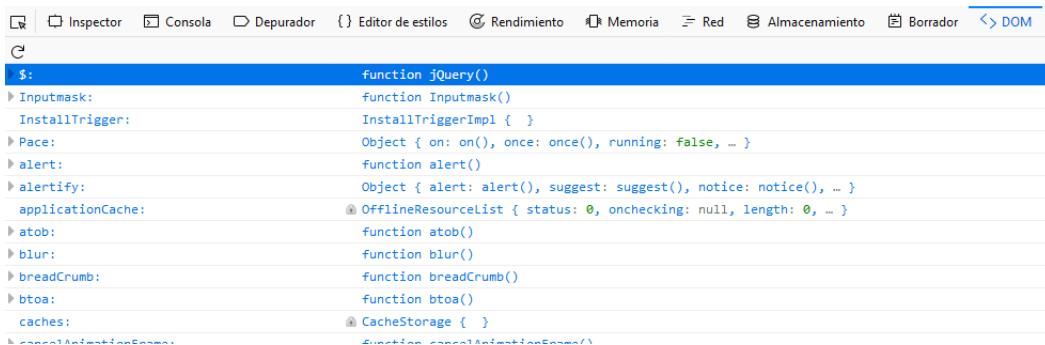 Inspector Consola Depurador { } Editor de estilos Rendimiento Memoria Red Almacenamiento Borrador DOM
$: function jQuery()
Inputmask: function Inputmask()
InstallTrigger: InstallTriggerImpl { }
Pace: Object { on: on(), once: once(), running: false, … }
alert: function alert()
alertify: Object { alert: alert(), suggest: suggest(), notice: notice(), … }
applicationCache: OfflineResourceList { status: 0, onchecking: null, length: 0, … }
atob: function atob()
blur: function blur()
breadCrumb: function breadCrumb()
btoa: function btoa()
caches: CacheStorage { }
cancelAnimationFrame: function cancelAnimationFrame()